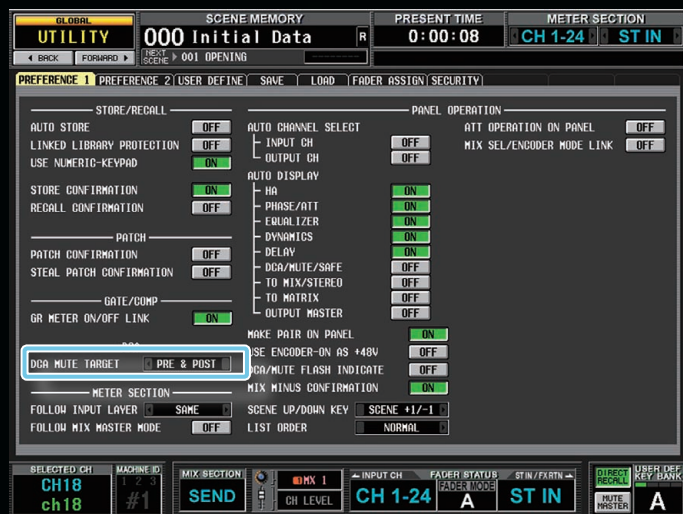 GLOBAL
UTILITY
BACK
FORWARD
SCENE MEMORY
000 Initial Data
R
NEXT SCENE
001 OPENING
PRESENT TIME
0:00:08
METER SECTION
CH 1-24
ST IN
PREFERENCE 1
PREFERENCE 2
USER DEFINE
SAVE
LOAD
FADER ASSIGN
SECURITY
STORE/RECALL
AUTO STORE OFF
LINKED LIBRARY PROTECTION OFF
USE NUMERIC-KEYPAD ON
STORE CONFIRMATION ON
RECALL CONFIRMATION OFF
PATCH
PATCH CONFIRMATION OFF
STEAL PATCH CONFIRMATION OFF
GATE/COMP
GR METER ON/OFF LINK ON
DCA MUTE TARGET PRE & POST
METER SECTION
FOLLOW INPUT LAYER SAME
FOLLOW MIX MASTER MODE OFF
PANEL OPERATION
AUTO CHANNEL SELECT
INPUT CH OFF
OUTPUT CH OFF
AUTO DISPLAY
HA ON
PHASE/ATT ON
EQUALIZER ON
DYNAMICS ON
DELAY ON
DCA/MUTE/SAFE OFF
TO MIX/STEREO OFF
TO MATRIX OFF
OUTPUT MASTER OFF
MAKE PAIR ON PANEL ON
USE ENCODER-ON AS +48V OFF
DCA/MUTE FLASH INDICATE OFF
MIX MINUS CONFIRMATION ON
SCENE UP/DOWN KEY SCENE +1/-1
LIST ORDER NORMAL
ATT OPERATION ON PANEL OFF
MIX SEL/ENCODER MODE LINK OFF
SELECTED CH
CH18
ch18
MACHINE ID
1 2 3
#1
MIX SECTION
SEND
MX 1
CH LEVEL
INPUT CH
FADER STATUS
ST IN/FX RTN
CH 1-24
FADER MODE
A
ST IN
DIRECT RECALL
MUTE MASTER
USER DEF
KEY BANK
A